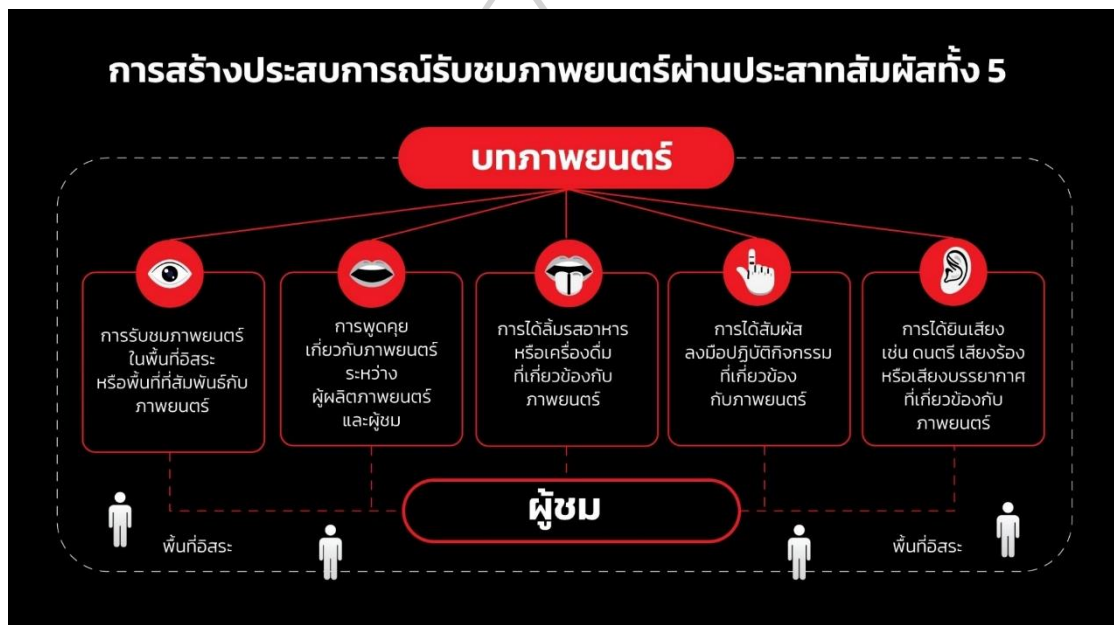 การสร้างประสบการณ์รับชมภาพยนตร์ผ่านประสาทสัมผัสทั้ง 5
บทภาพยนตร์
การรับชมภาพยนตร์
ในพื้นที่อิสระ
หรือพื้นที่ที่สัมพันธ์กับ
ภาพยนตร์
การพูดคุย
เกี่ยวกับภาพยนตร์
ระหว่าง
ผู้ผลิตภาพยนตร์
และผู้ชม
การได้ลิ้มรสอาหาร
หรือเครื่องดื่ม
ที่เกี่ยวข้องกับ
ภาพยนตร์
การได้สัมผัส
ลงมือปฏิบัติกิจกรรม
ที่เกี่ยวข้อง
กับภาพยนตร์
การได้ยินเสียง
เช่น ดนตรี เสียงร้อง
หรือเสียงบรรยากาศ
ที่เกี่ยวข้องกับ
ภาพยนตร์
ผู้ชม
พื้นที่อิสระ
พื้นที่อิสระ